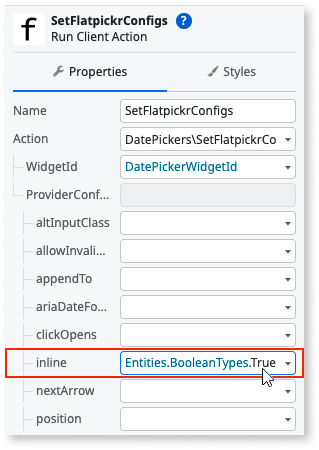 f
SetFlatpickrConfigs ?
Run Client Action
Properties
Styles
Name SetFlatpickrConfigs
Action DatePickers\SetFlatpickrCo
WidgetId DatePickerWidgetId
ProviderConf...
altInputClass
allowInvali...
appendTo
ariaDateFo...
clickOpens
inline Entities.BooleanTypes.True
nextArrow
position